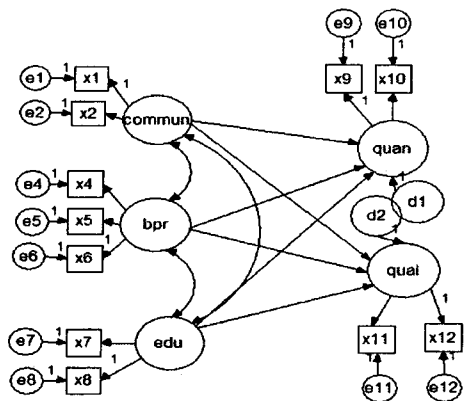 e9 e10
1 1
e1 1 x1 1
x9 x10
e2 1 x2
commun
1
quan
e4 1 x4
1
e5 1 x5
bpr
d2 d1
e6 1 x6 1
1
quai
e7 1 x7
edu
1
e8 1 x8 1
x11 x12
1 1
e11 e12